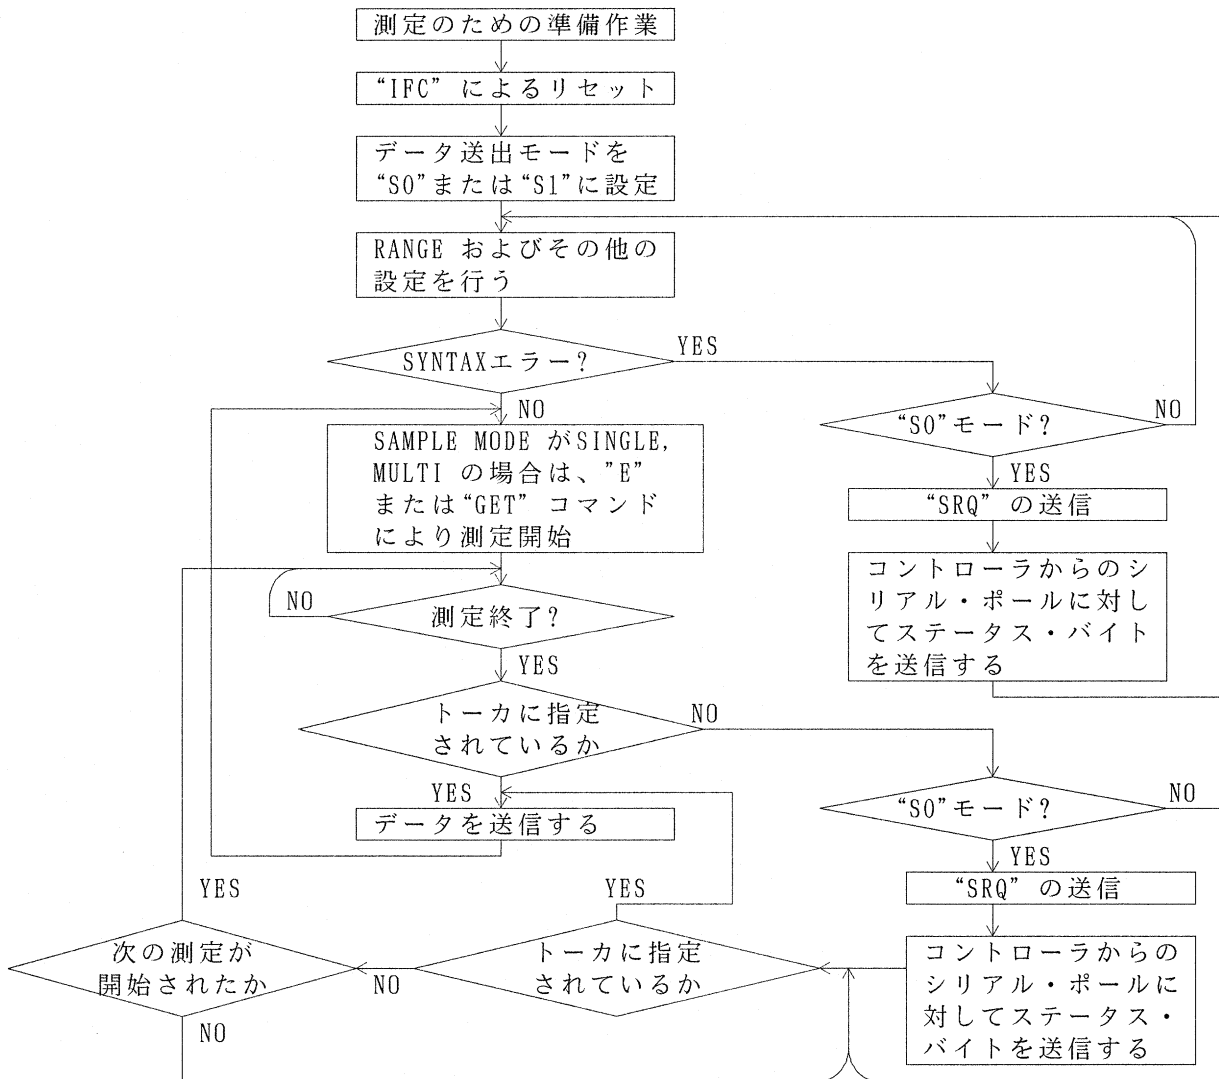 測定のための準備作業
“IFC” によるリセット
データ送出モードを
“S0”または“S1”に設定
RANGE およびその他の
設定を行う
SYNTAXエラー?
YES
NO
“S0”モード?
NO
YES
“SRQ” の送信
コントローラからのシ
リアル・ポールに対し
てステータス・バイト
を送信する
SAMPLE MODE がSINGLE,
MULTI の場合は、”E”
または“GET” コマンド
により測定開始
NO
測定終了?
YES
トーカに指定
されているか
NO
YES
データを送信する
“S0”モード?
NO
YES
“SRQ” の送信
コントローラからの
シリアル・ポールに
対してステータス・
バイトを送信する
YES
トーカに指定
されているか
NO
YES
次の測定が
開始されたか
NO